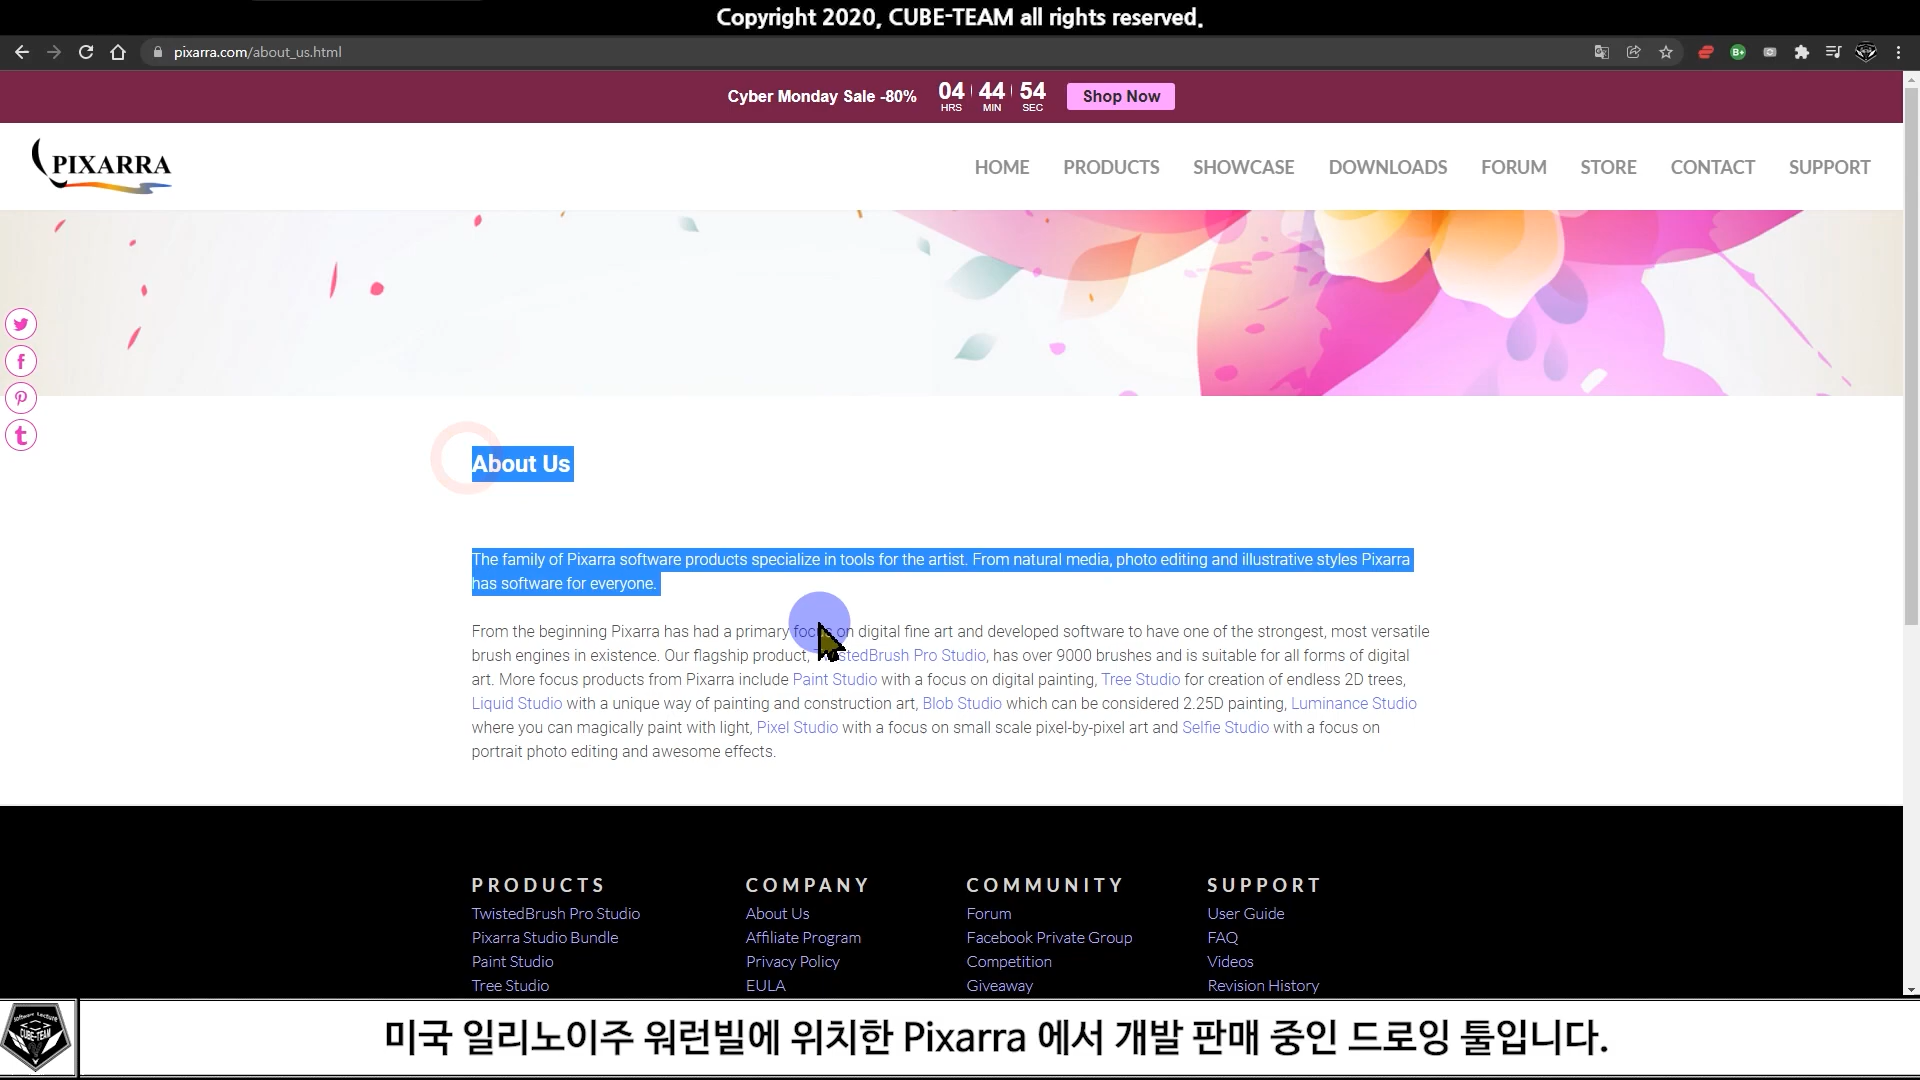 Copyright 2020, CUBE-TEAM all rights reserved.
pixarra.com/about_us.html
Cyber Monday Sale -80% 04 HRS 44 MIN 54 SEC Shop Now
PIXARRA
HOME PRODUCTS SHOWCASE DOWNLOADS FORUM STORE CONTACT SUPPORT
About Us
The family of Pixarra software products specialize in tools for the artist. From natural media, photo editing and illustrative styles Pixarra
has software for everyone.
From the beginning Pixarra has had a primary focus on digital fine art and developed software to have one of the strongest, most versatile
brush engines in existence. Our flagship product, TwistedBrush Pro Studio, has over 9000 brushes and is suitable for all forms of digital
art. More focus products from Pixarra include Paint Studio with a focus on digital painting, Tree Studio for creation of endless 2D trees,
Liquid Studio with a unique way of painting and construction art, Blob Studio which can be considered 2.25D painting, Luminance Studio
where you can magically paint with light, Pixel Studio with a focus on small scale pixel-by-pixel art and Selfie Studio with a focus on
portrait photo editing and awesome effects.
PRODUCTS COMPANY COMMUNITY SUPPORT
TwistedBrush Pro Studio About Us Forum User Guide
Pixarra Studio Bundle Affiliate Program Facebook Private Group FAQ
Paint Studio Privacy Policy Competition Videos
Tree Studio EULA Giveaway Revision History
Software Lecture
CUBE-TEAM
미국 일리노이주 워런빌에 위치한 Pixarra 에서 개발 판매 중인 드로잉 툴입니다.